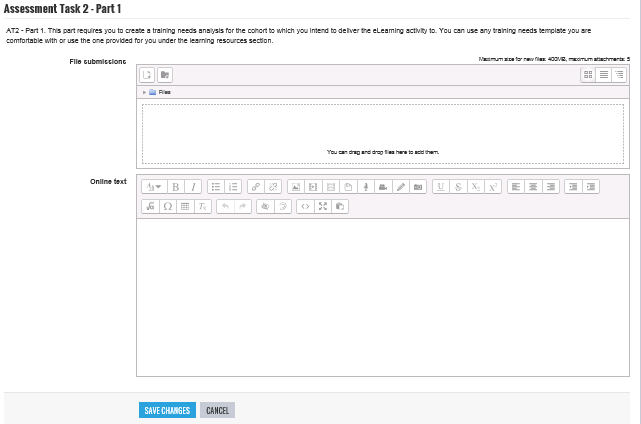 Assessment Task 2 - Part 1
AT2 - Part 1. This part requires you to create a training needs analysis for the cohort to which you intend to deliver the eLearning activity to. You can use any training needs template you are
comfortable with or use the one provided for you under the learning resources section.
File submissions
Maximum size for new files: 400MB, maximum attachments: 5
Files
You can drag and drop files here to add them.
Online text
SAVE CHANGES
CANCEL